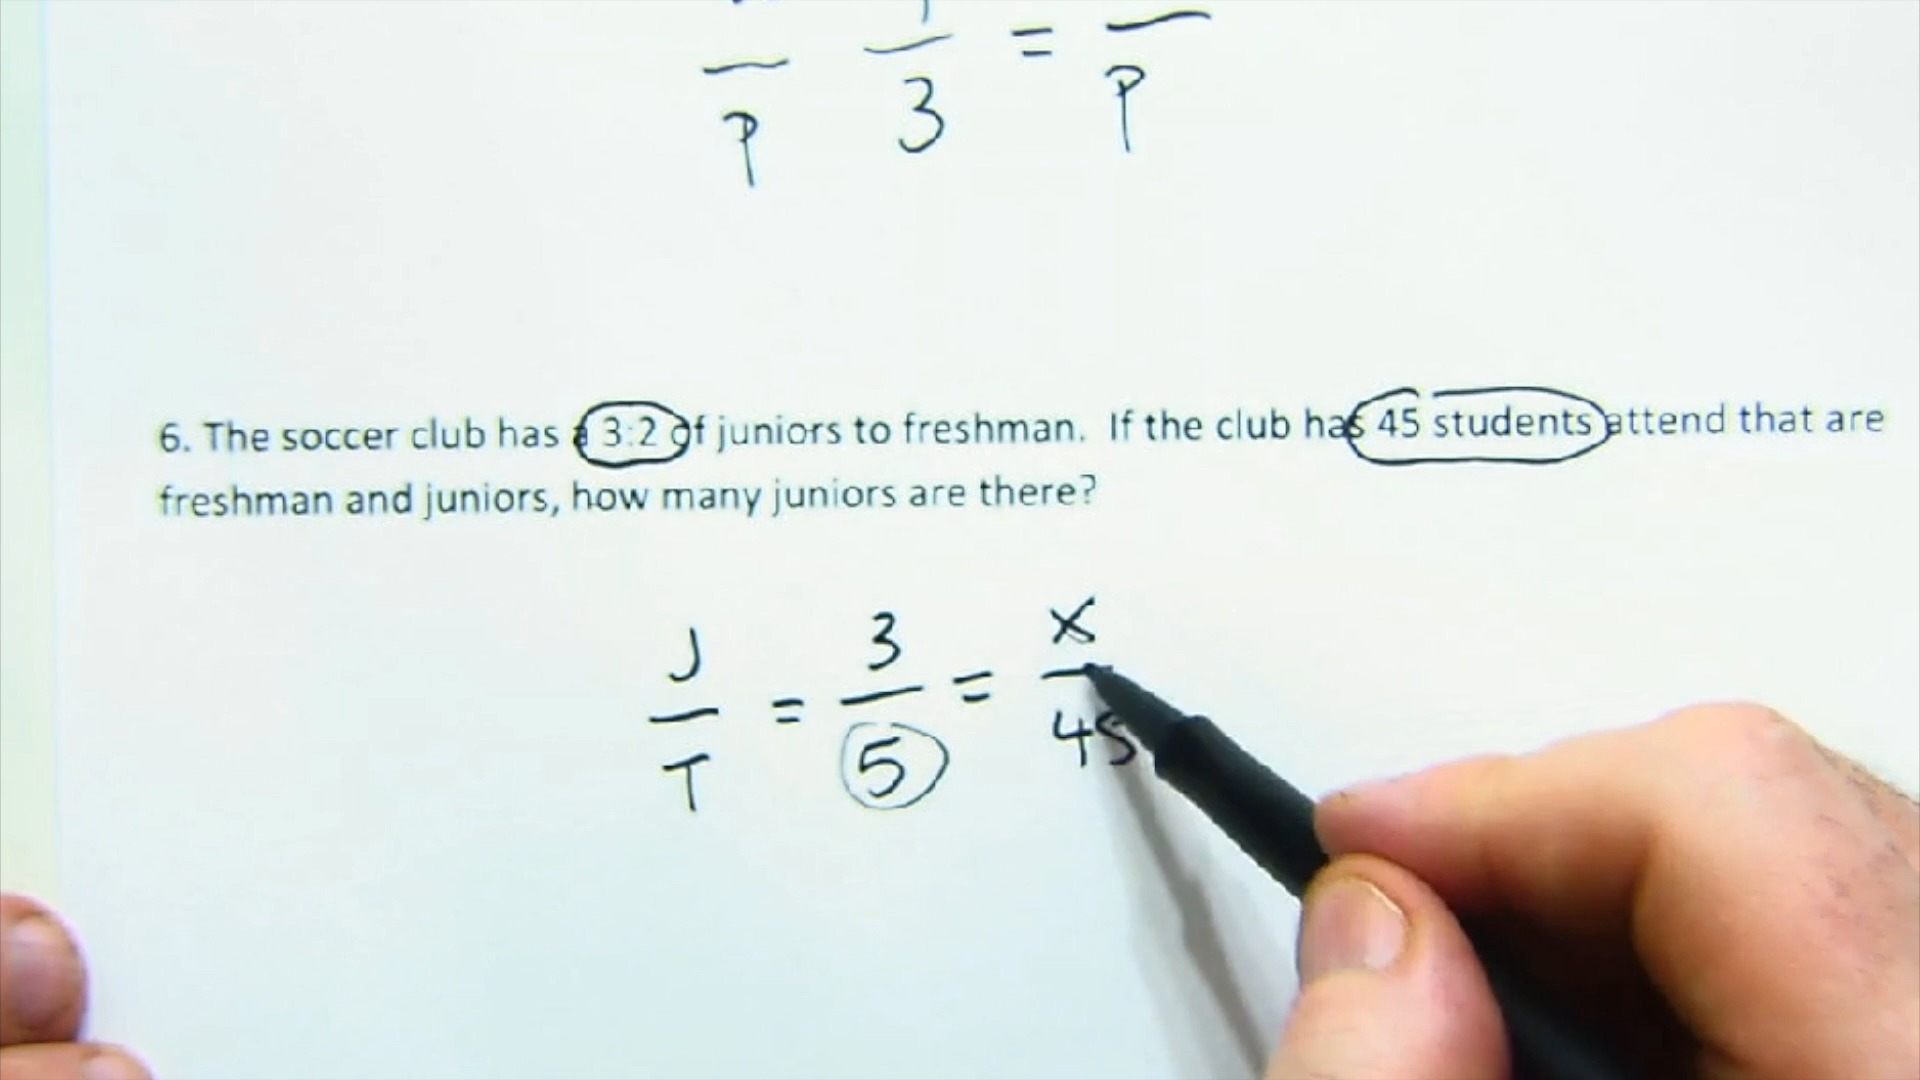 3 =
P P
6. The soccer club has a 3:2 of juniors to freshman. If the club has 45 students attend that are
freshman and juniors, how many juniors are there?
J/T = 3/5 = X/45